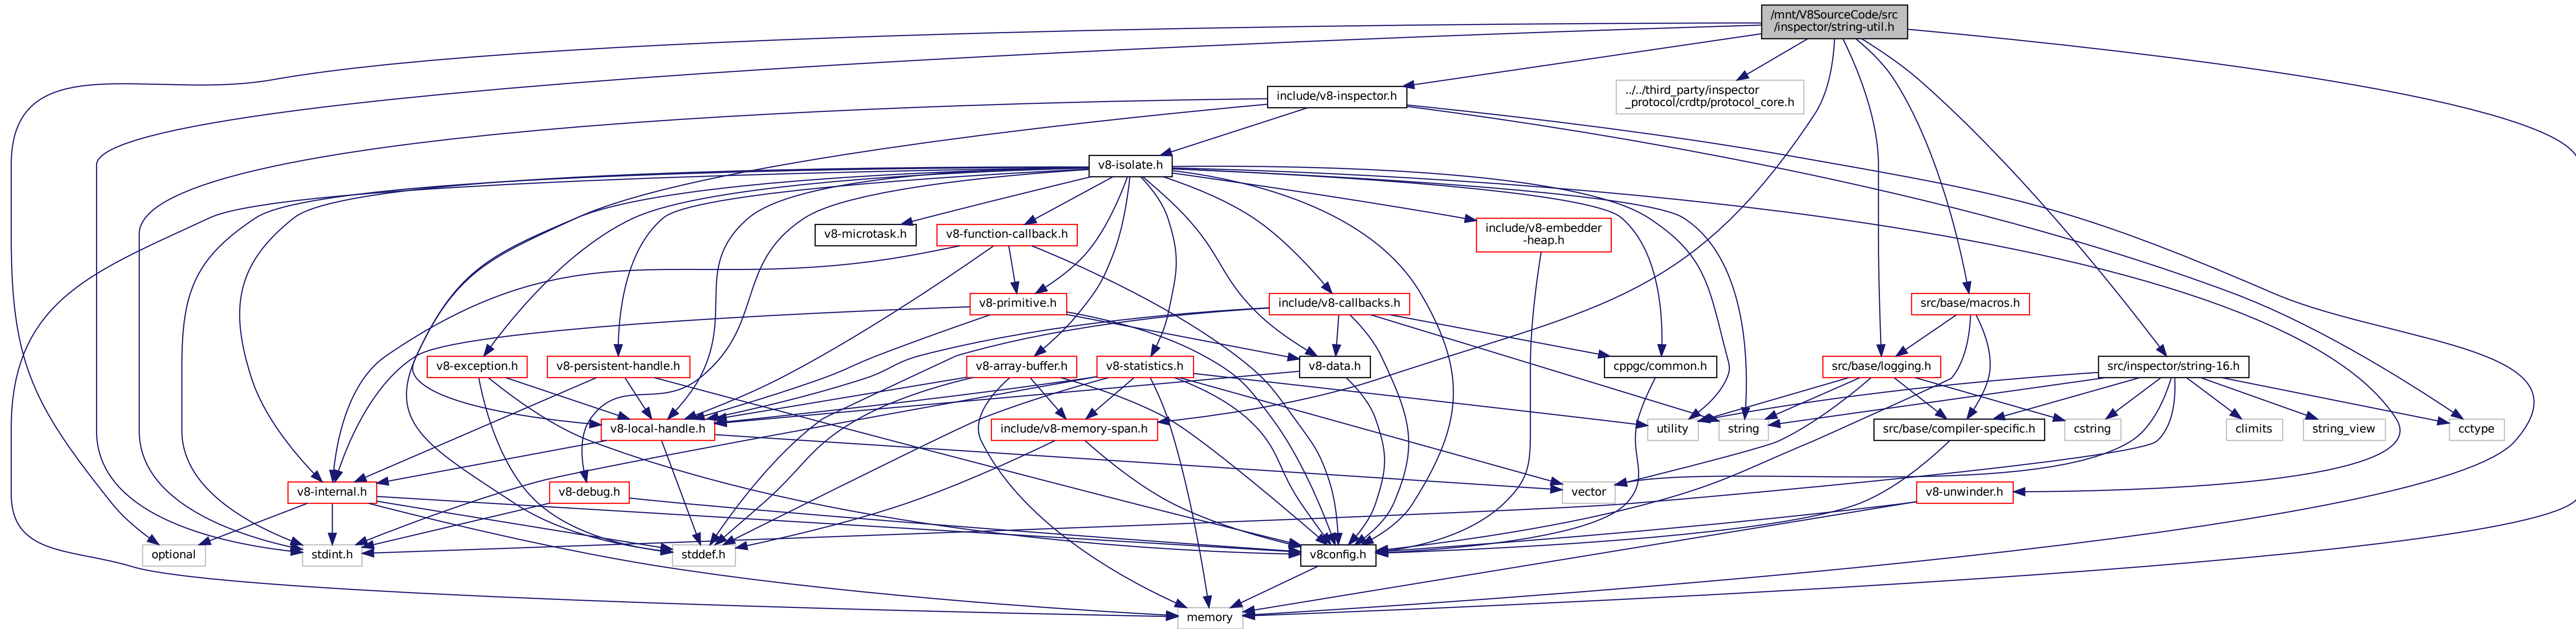 /mnt/V8SourceCode/src
/inspector/string-util.h
include/v8-inspector.h
../../third_party/inspector
_protocol/crdtp/protocol_core.h
v8-isolate.h
v8-microtask.h
v8-function-callback.h
include/v8-embedder
-heap.h
v8-primitive.h
include/v8-callbacks.h
src/base/macros.h
v8-exception.h
v8-persistent-handle.h
v8-array-buffer.h
v8-statistics.h
v8-data.h
cppgc/common.h
src/base/logging.h
src/inspector/string-16.h
v8-local-handle.h
include/v8-memory-span.h
utility
string
src/base/compiler-specific.h
cstring
climits
string_view
cctype
v8-internal.h
v8-debug.h
vector
v8-unwinder.h
optional
stdint.h
stddef.h
v8config.h
memory